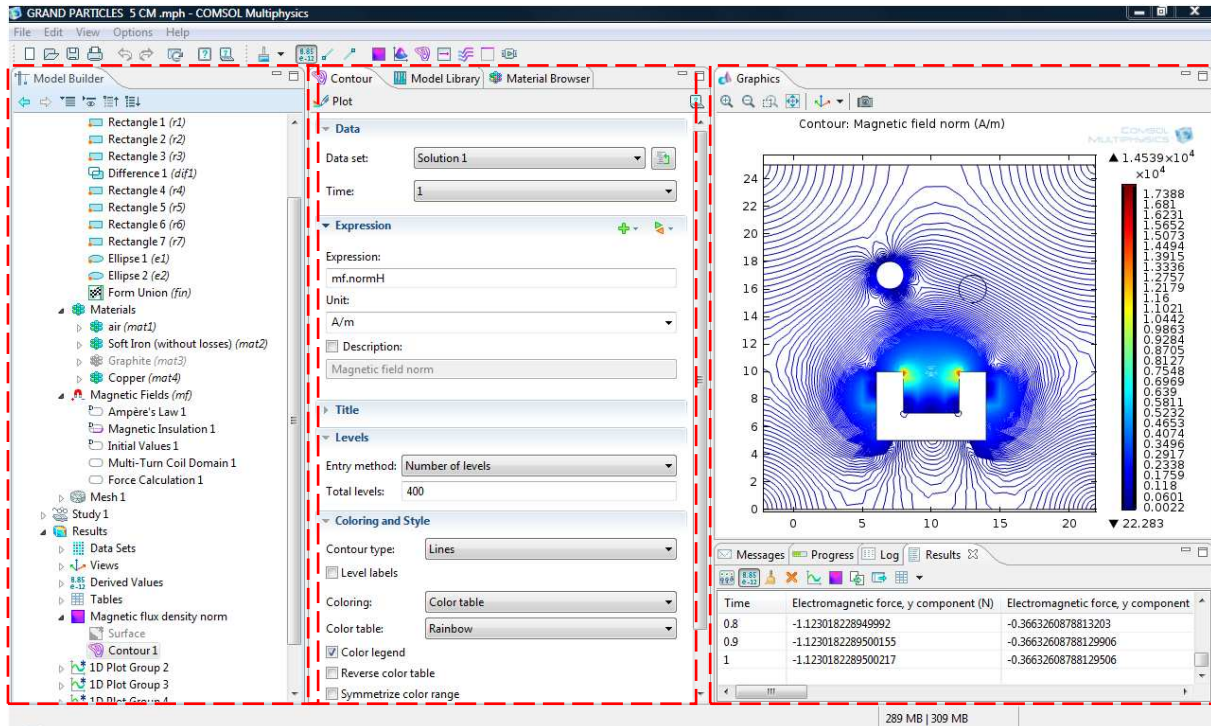 GRAND PARTICLES 5 CM .mph - COMSOL Multiphysics
File Edit View Options Help
Model Builder
Rectangle 1 (r1)
Rectangle 2 (r2)
Rectangle 3 (r3)
Difference 1 (dif1)
Rectangle 4 (r4)
Rectangle 5 (r5)
Rectangle 6 (r6)
Rectangle 7 (r7)
Ellipse 1 (e1)
Ellipse 2 (e2)
Form Union (fin)
Materials
air (mat1)
Soft Iron (without losses) (mat2)
Graphite (mat3)
Copper (mat4)
Magnetic Fields (mf)
Ampère's Law 1
Magnetic Insulation 1
Initial Values 1
Multi-Turn Coil Domain 1
Force Calculation 1
Mesh 1
Study 1
Results
Data Sets
Views
Derived Values
Tables
Magnetic flux density norm
Surface
Contour 1
1D Plot Group 2
1D Plot Group 3
1D Plot Group 4
Contour Model Library Material Browser
Plot
Data
Data set: Solution 1
Time: 1
Expression
Expression:
mf.normH
Unit:
A/m
Description:
Magnetic field norm
Title
Levels
Entry method: Number of levels
Total levels: 400
Coloring and Style
Contour type: Lines
Level labels
Coloring: Color table
Color table: Rainbow
Color legend
Reverse color table
Symmetrize color range
Graphics
Contour: Magnetic field norm (A/m)
COMSOL
MULTIPHYSICS
▲ 1.4539×10⁴
×10⁴
24
22
20
18
16
14
12
10
8
6
4
2
0
0 5 10 15 20
1.7388
1.681
1.6231
1.5652
1.5073
1.4494
1.3915
1.3336
1.2757
1.2179
1.16
1.1021
1.0442
0.9863
0.9284
0.8705
0.8127
0.7548
0.6969
0.639
0.5811
0.5232
0.4653
0.4074
0.3496
0.2917
0.2338
0.1759
0.118
0.0601
0.0022
▼ 22.283
Messages Progress Log Results
Time Electromagnetic force, y component (N) Electromagnetic force, y component
0.8 -1.123018228949992 -0.3663260878813203
0.9 -1.1230182289500155 -0.36632608788129906
1 -1.1230182289500217 -0.36632608788129506
289 MB | 309 MB